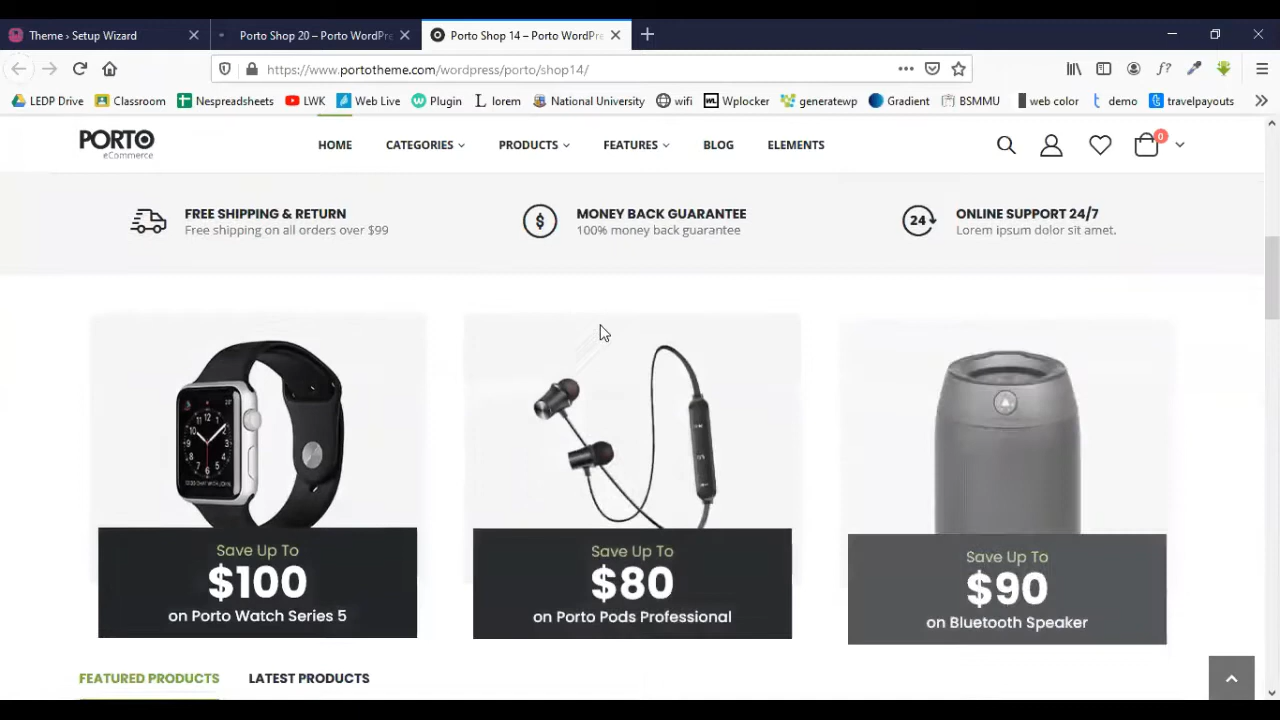 Theme › Setup Wizard
Porto Shop 20 – Porto WordPre
Porto Shop 14 – Porto WordPre
https://www.portotheme.com/wordpress/porto/shop14/
LEDP Drive
Classroom
Nespreadsheets
LWK
Web Live
Plugin
lorem
National University
wifi
Wplocker
generatewp
Gradient
BSMMU
web color
demo
travelpayouts
PORTO
eCommerce
HOME
CATEGORIES
PRODUCTS
FEATURES
BLOG
ELEMENTS
0
FREE SHIPPING & RETURN
Free shipping on all orders over $99
$
MONEY BACK GUARANTEE
100% money back guarantee
24
ONLINE SUPPORT 24/7
Lorem ipsum dolor sit amet.
Save Up To
$100
on Porto Watch Series 5
Save Up To
$80
on Porto Pods Professional
Save Up To
$90
on Bluetooth Speaker
FEATURED PRODUCTS
LATEST PRODUCTS